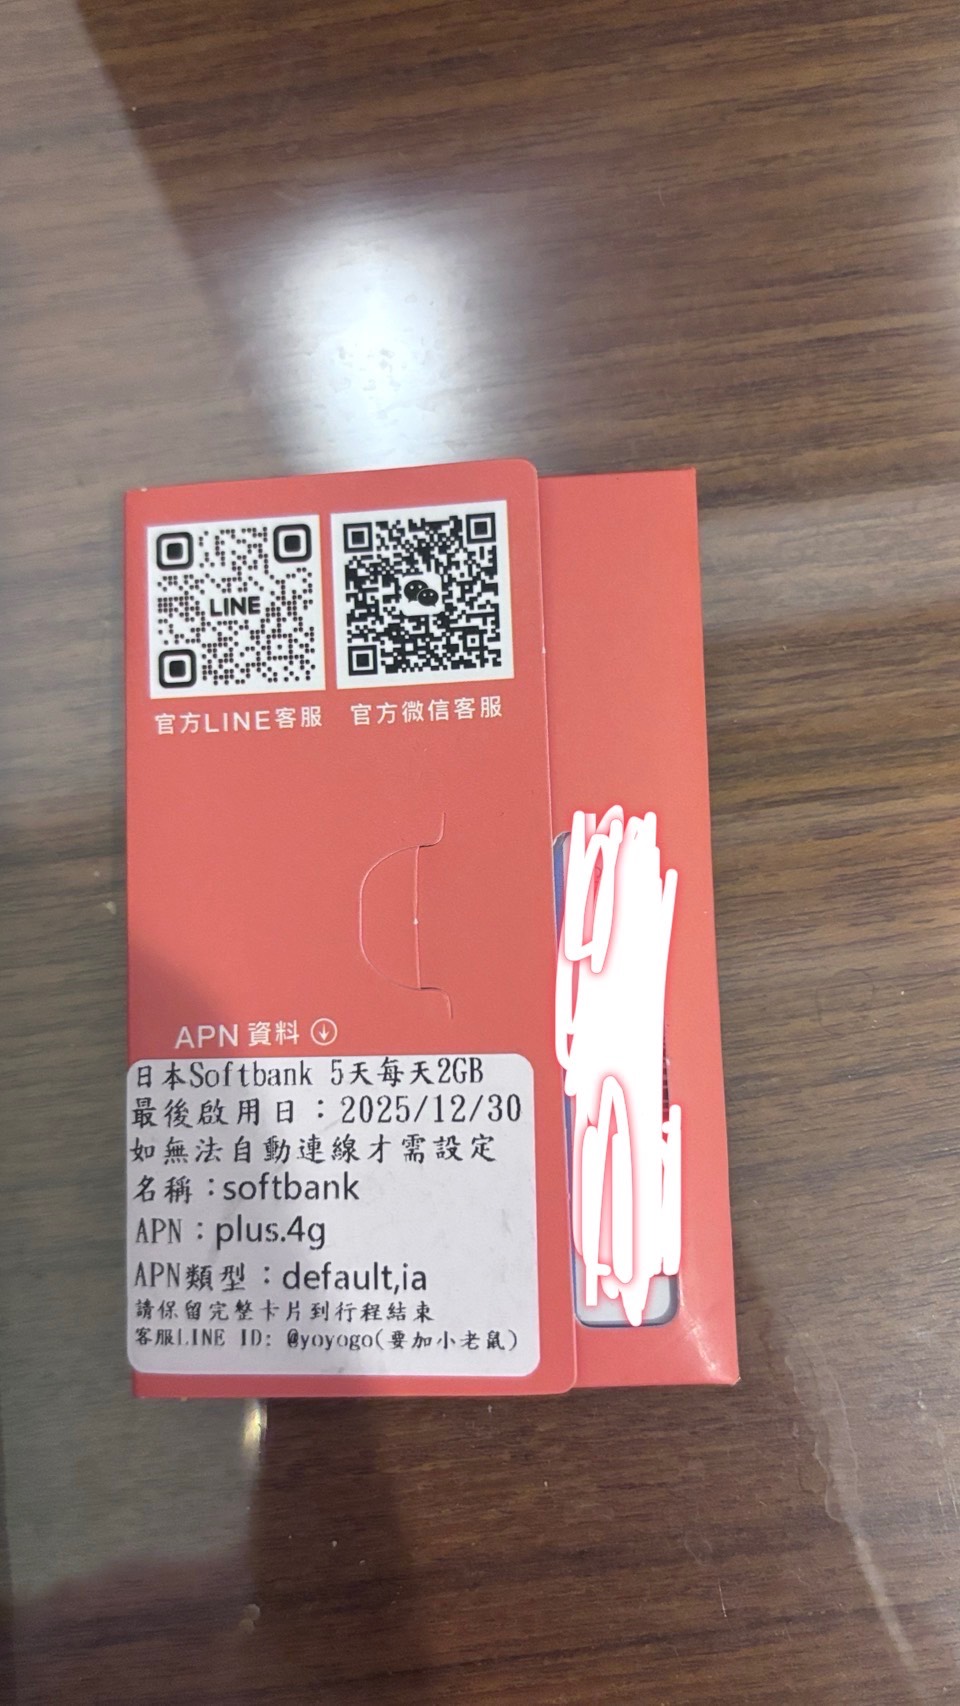 LINE
官方LINE客服
官方微信客服
APN 資料
日本Softbank 5天每天2GB
最後啟用日：2025/12/30
如無法自動連線才需設定
名稱：softbank
APN：plus.4g
APN類型：default,ia
請保留完整卡片到行程結束
客服LINE ID: @yoyogo(要加小老鼠)